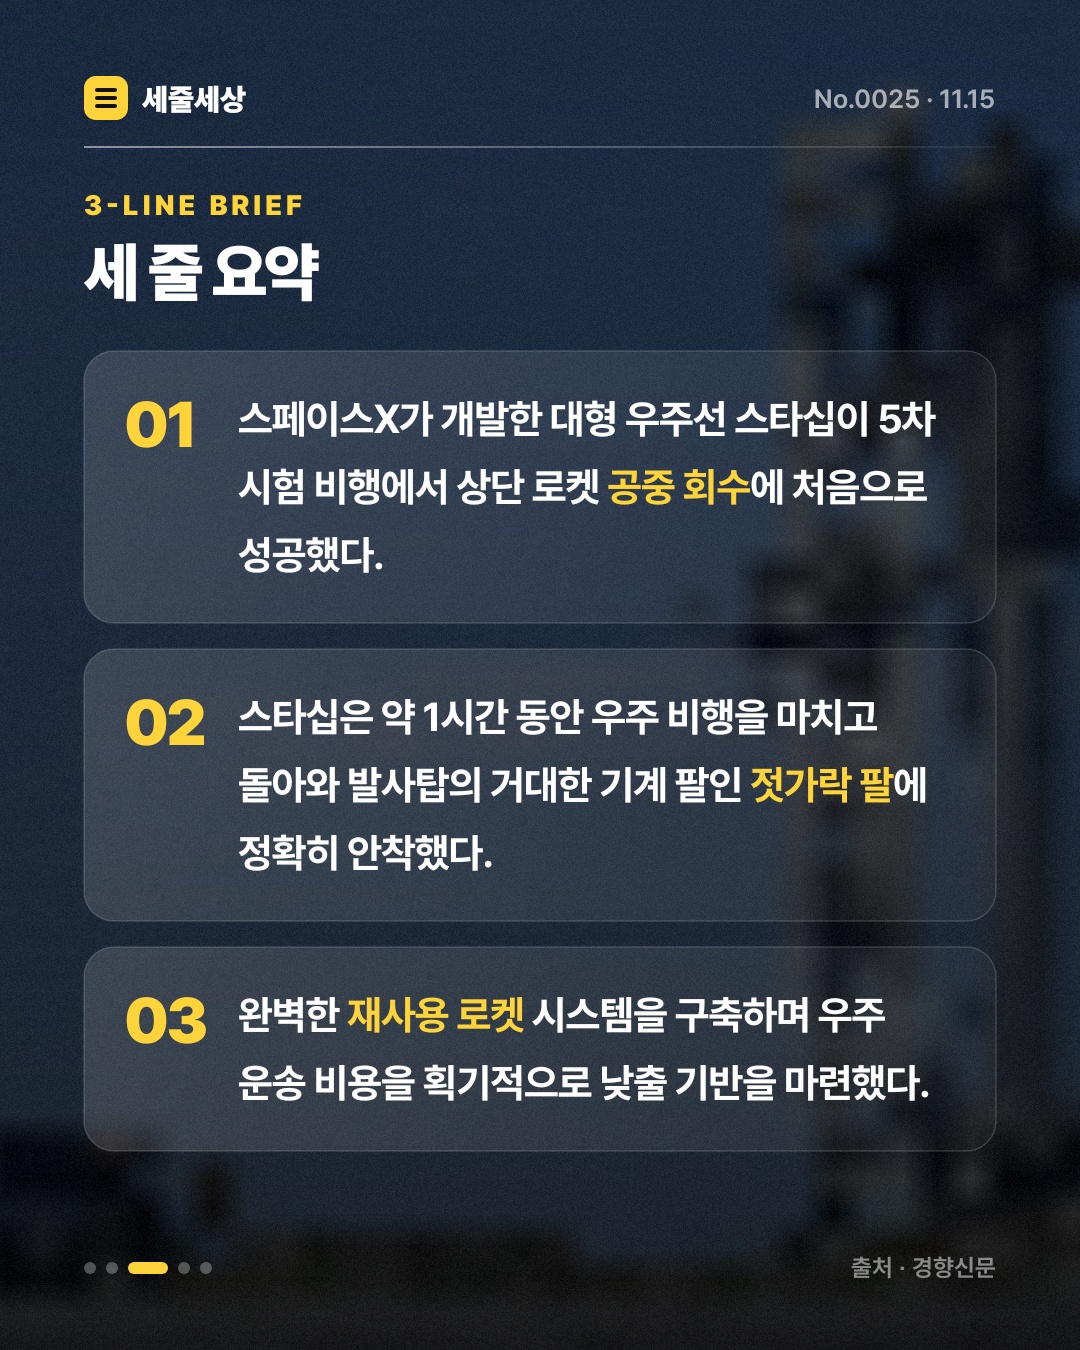 세줄세상
No.0025 · 11.15
3-LINE BRIEF
세 줄 요약
01
스페이스X가 개발한 대형 우주선 스타십이 5차
시험 비행에서 상단 로켓 공중 회수에 처음으로
성공했다.
02
스타십은 약 1시간 동안 우주 비행을 마치고
돌아와 발사탑의 거대한 기계 팔인 젓가락 팔에
정확히 안착했다.
03
완벽한 재사용 로켓 시스템을 구축하며 우주
운송 비용을 획기적으로 낮출 기반을 마련했다.
출처 · 경향신문